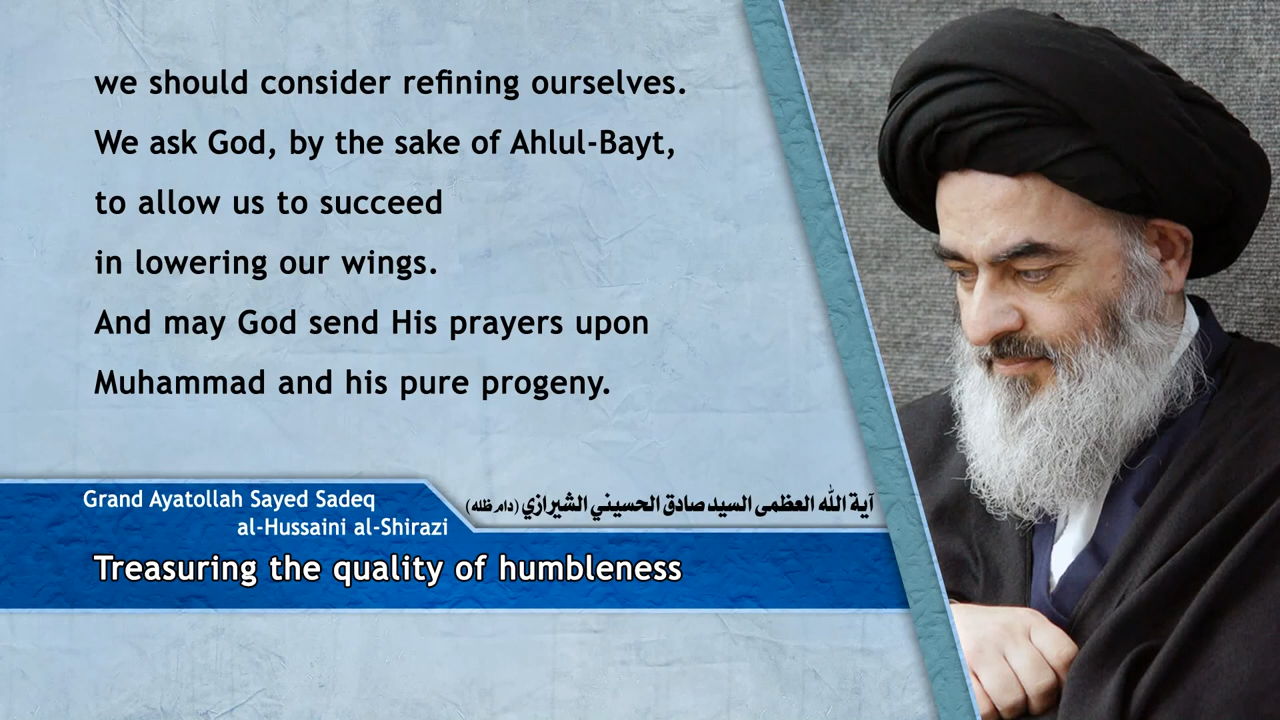 we should consider refining ourselves.
We ask God, by the sake of Ahlul-Bayt,
to allow us to succeed
in lowering our wings.
And may God send His prayers upon
Muhammad and his pure progeny.
Grand Ayatollah Sayed Sadeq
al-Hussaini al-Shirazi
آية الله العظمى السيد صادق الحسيني الشيرازي (دام ظله)
Treasuring the quality of humbleness